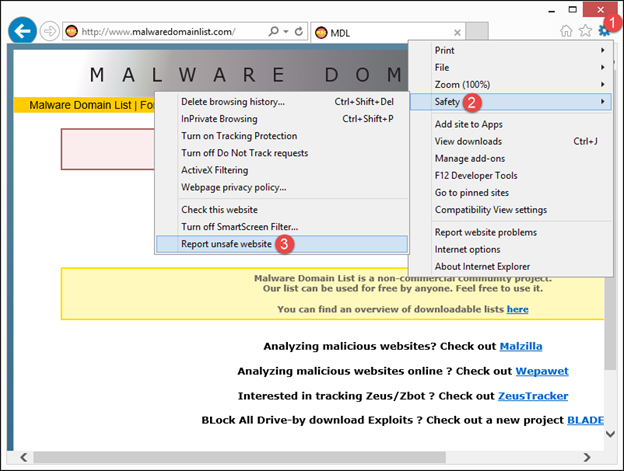 http://www.malwaredomainlist.com/
MDL
1
MALWARE DOM
Malware Domain List | For
Print
File
Zoom (100%)
Safety 2
Add site to Apps
View downloads Ctrl+J
Manage add-ons
F12 Developer Tools
Go to pinned sites
Compatibility View settings
Report website problems
Internet options
About Internet Explorer
Delete browsing history... Ctrl+Shift+Del
InPrivate Browsing Ctrl+Shift+P
Turn on Tracking Protection
Turn off Do Not Track requests
ActiveX Filtering
Webpage privacy policy...
Check this website
Turn off SmartScreen Filter...
Report unsafe website 3
Malware Domain List is a non-commercial community project.
Our list can be used for free by anyone. Feel free to use it.
You can find an overview of downloadable lists here
Analyzing malicious websites? Check out Malzilla
Analyzing malicious websites online ? Check out Wepawet
Interested in tracking Zeus/Zbot ? Check out ZeusTracker
BLock All Drive-by download Exploits ? Check out a new project BLADE